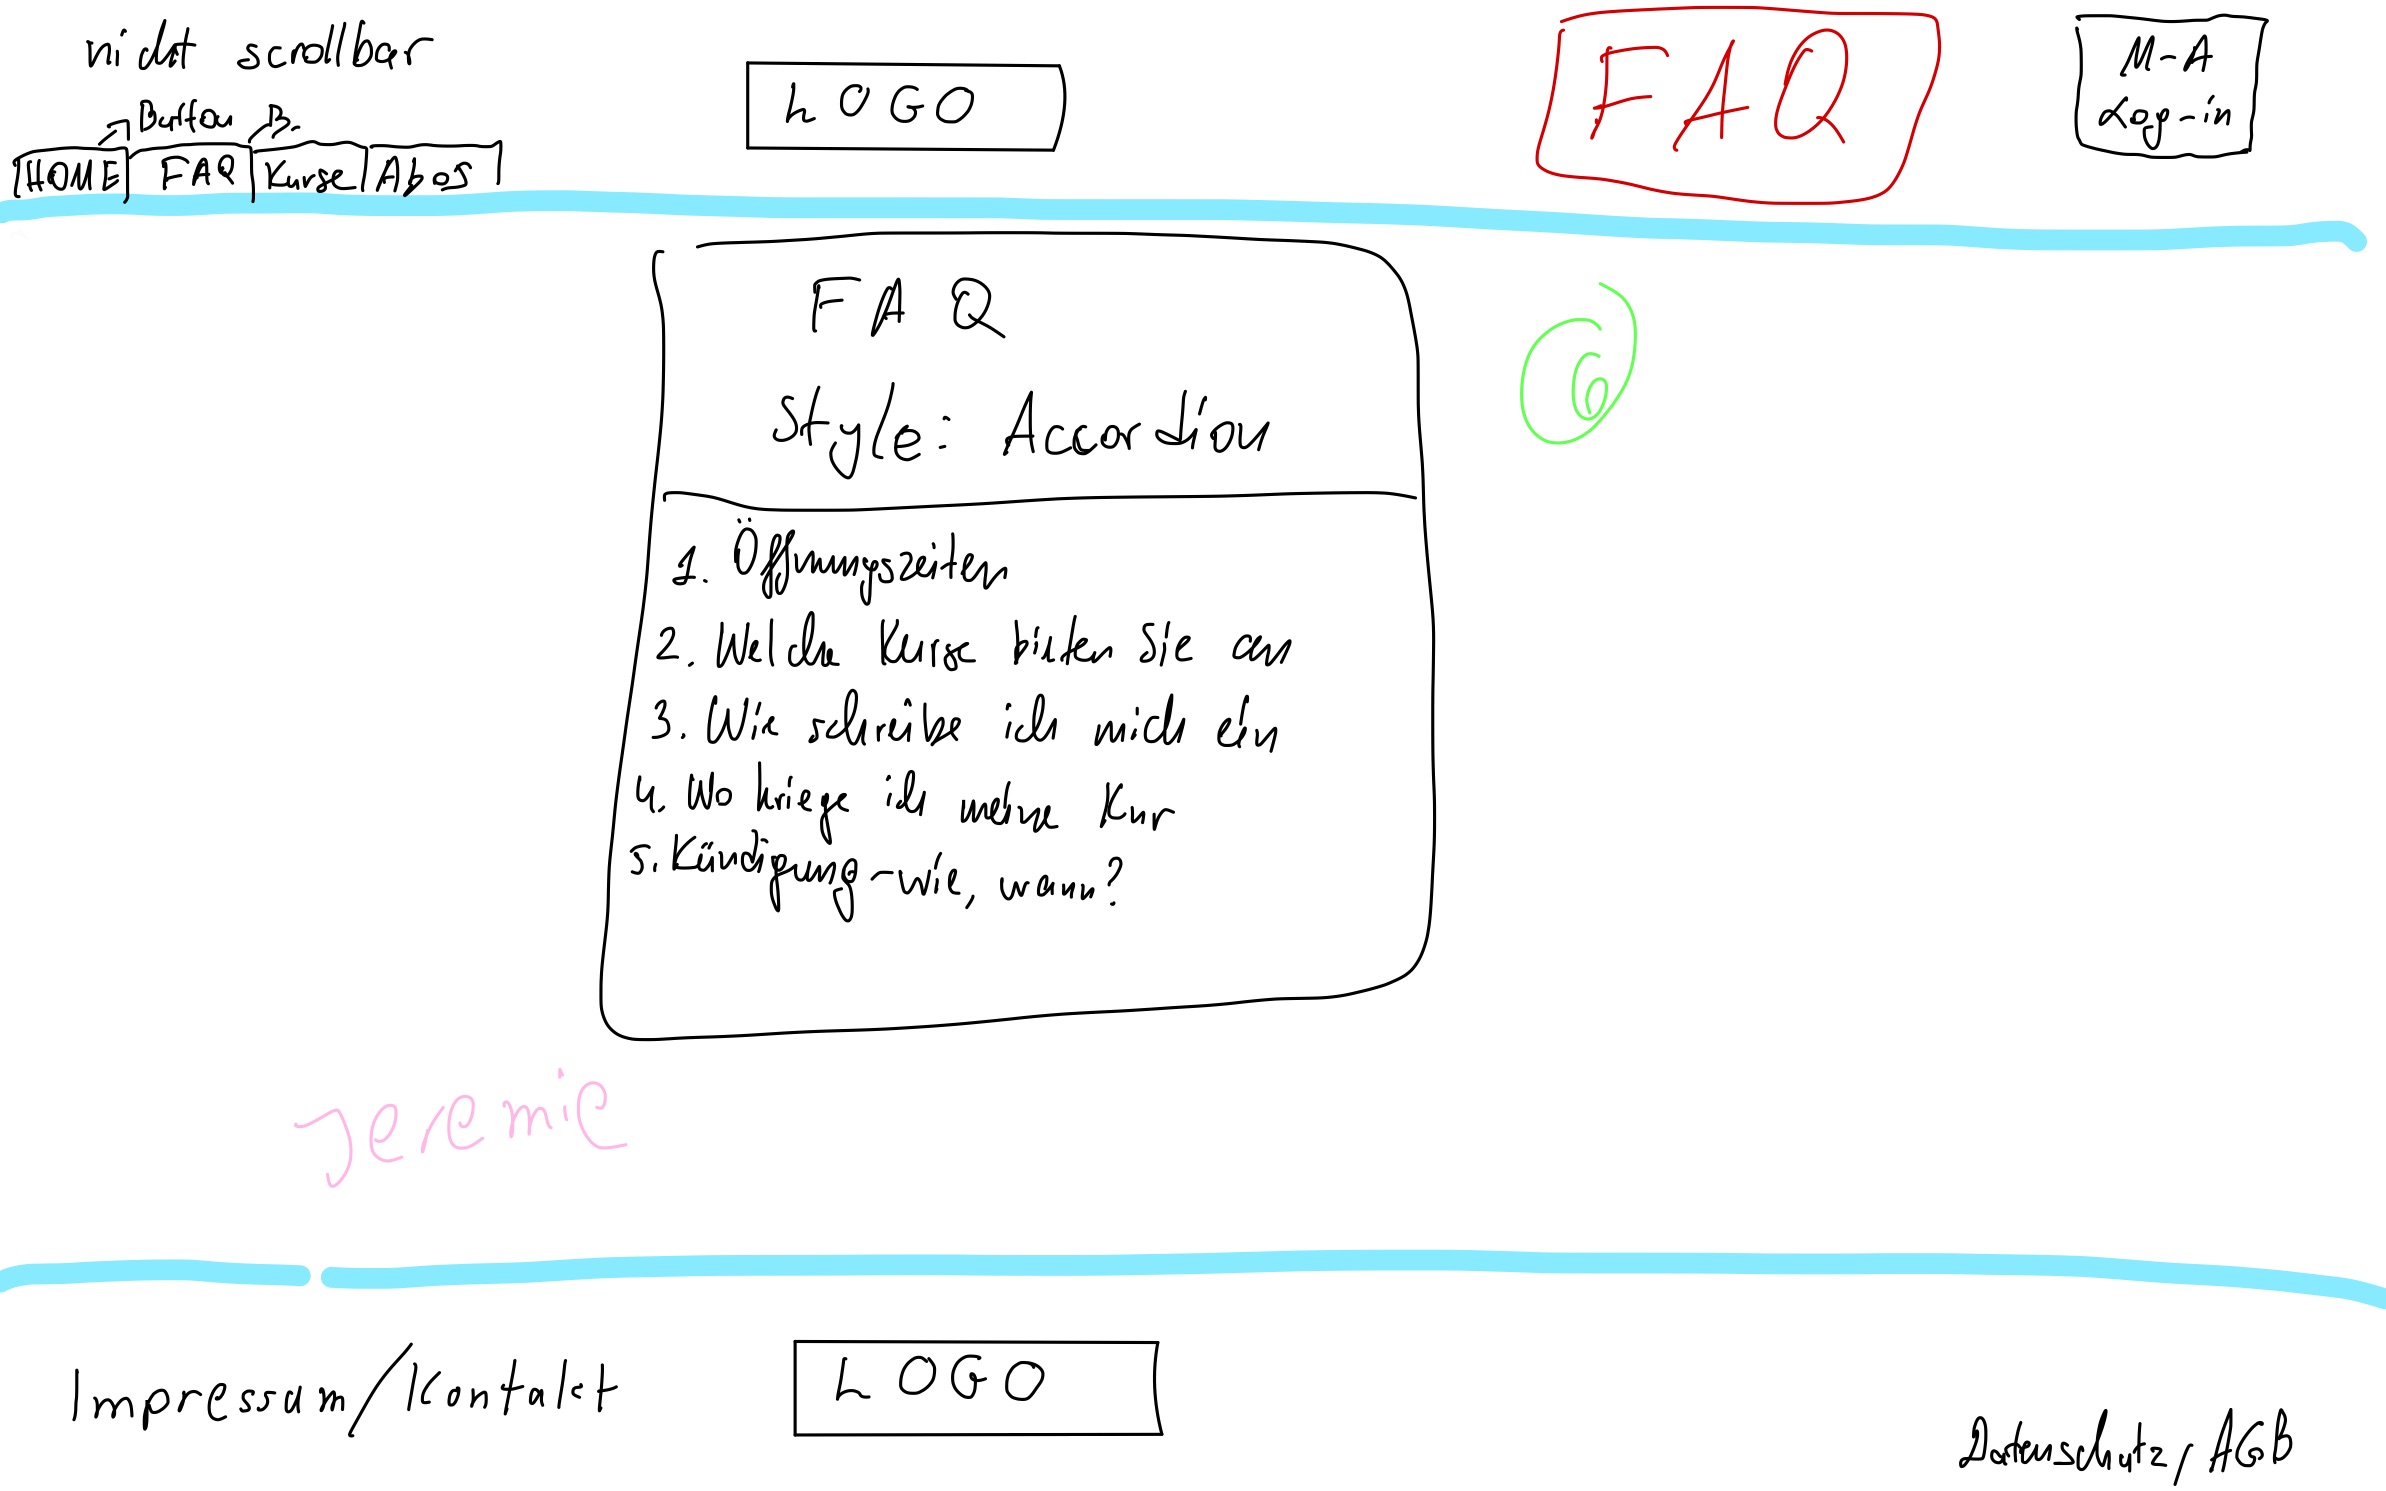 nicht scrollbar
Button z.
HOME FAQ Kurse Abos
LOGO
FAQ
M-A
Log-in
FAQ
Style: Accordion
6
1. Öffnungszeiten
2. Welche Kurse bieten Sie an
3. Wie schreibe ich mich ein
4. Wo kriege ich meine Kur
5. Kündigung - wie, wann?
Jeremie
Impressum/Kontakt
LOGO
Datenschutz/AGB